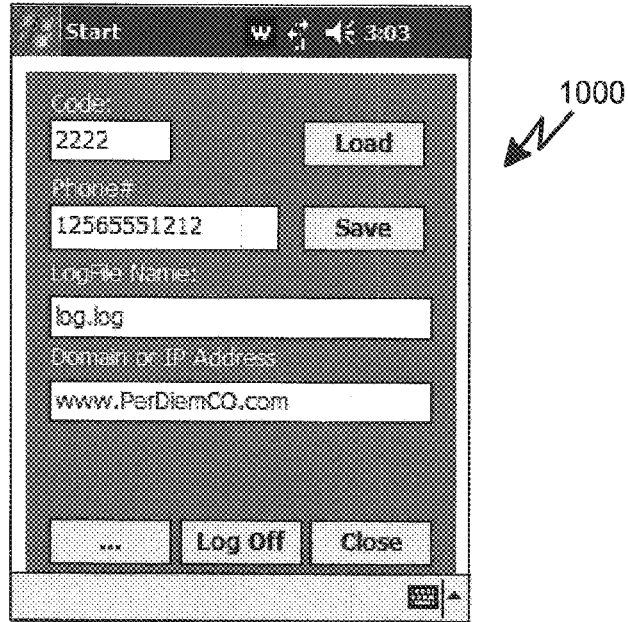 Start W 3:03
1000
Code:
2222 Load
Phone#
12565551212 Save
LogFile Name:
log.log
Domain or IP Address
www.PerDiemCO.com
... Log Off Close